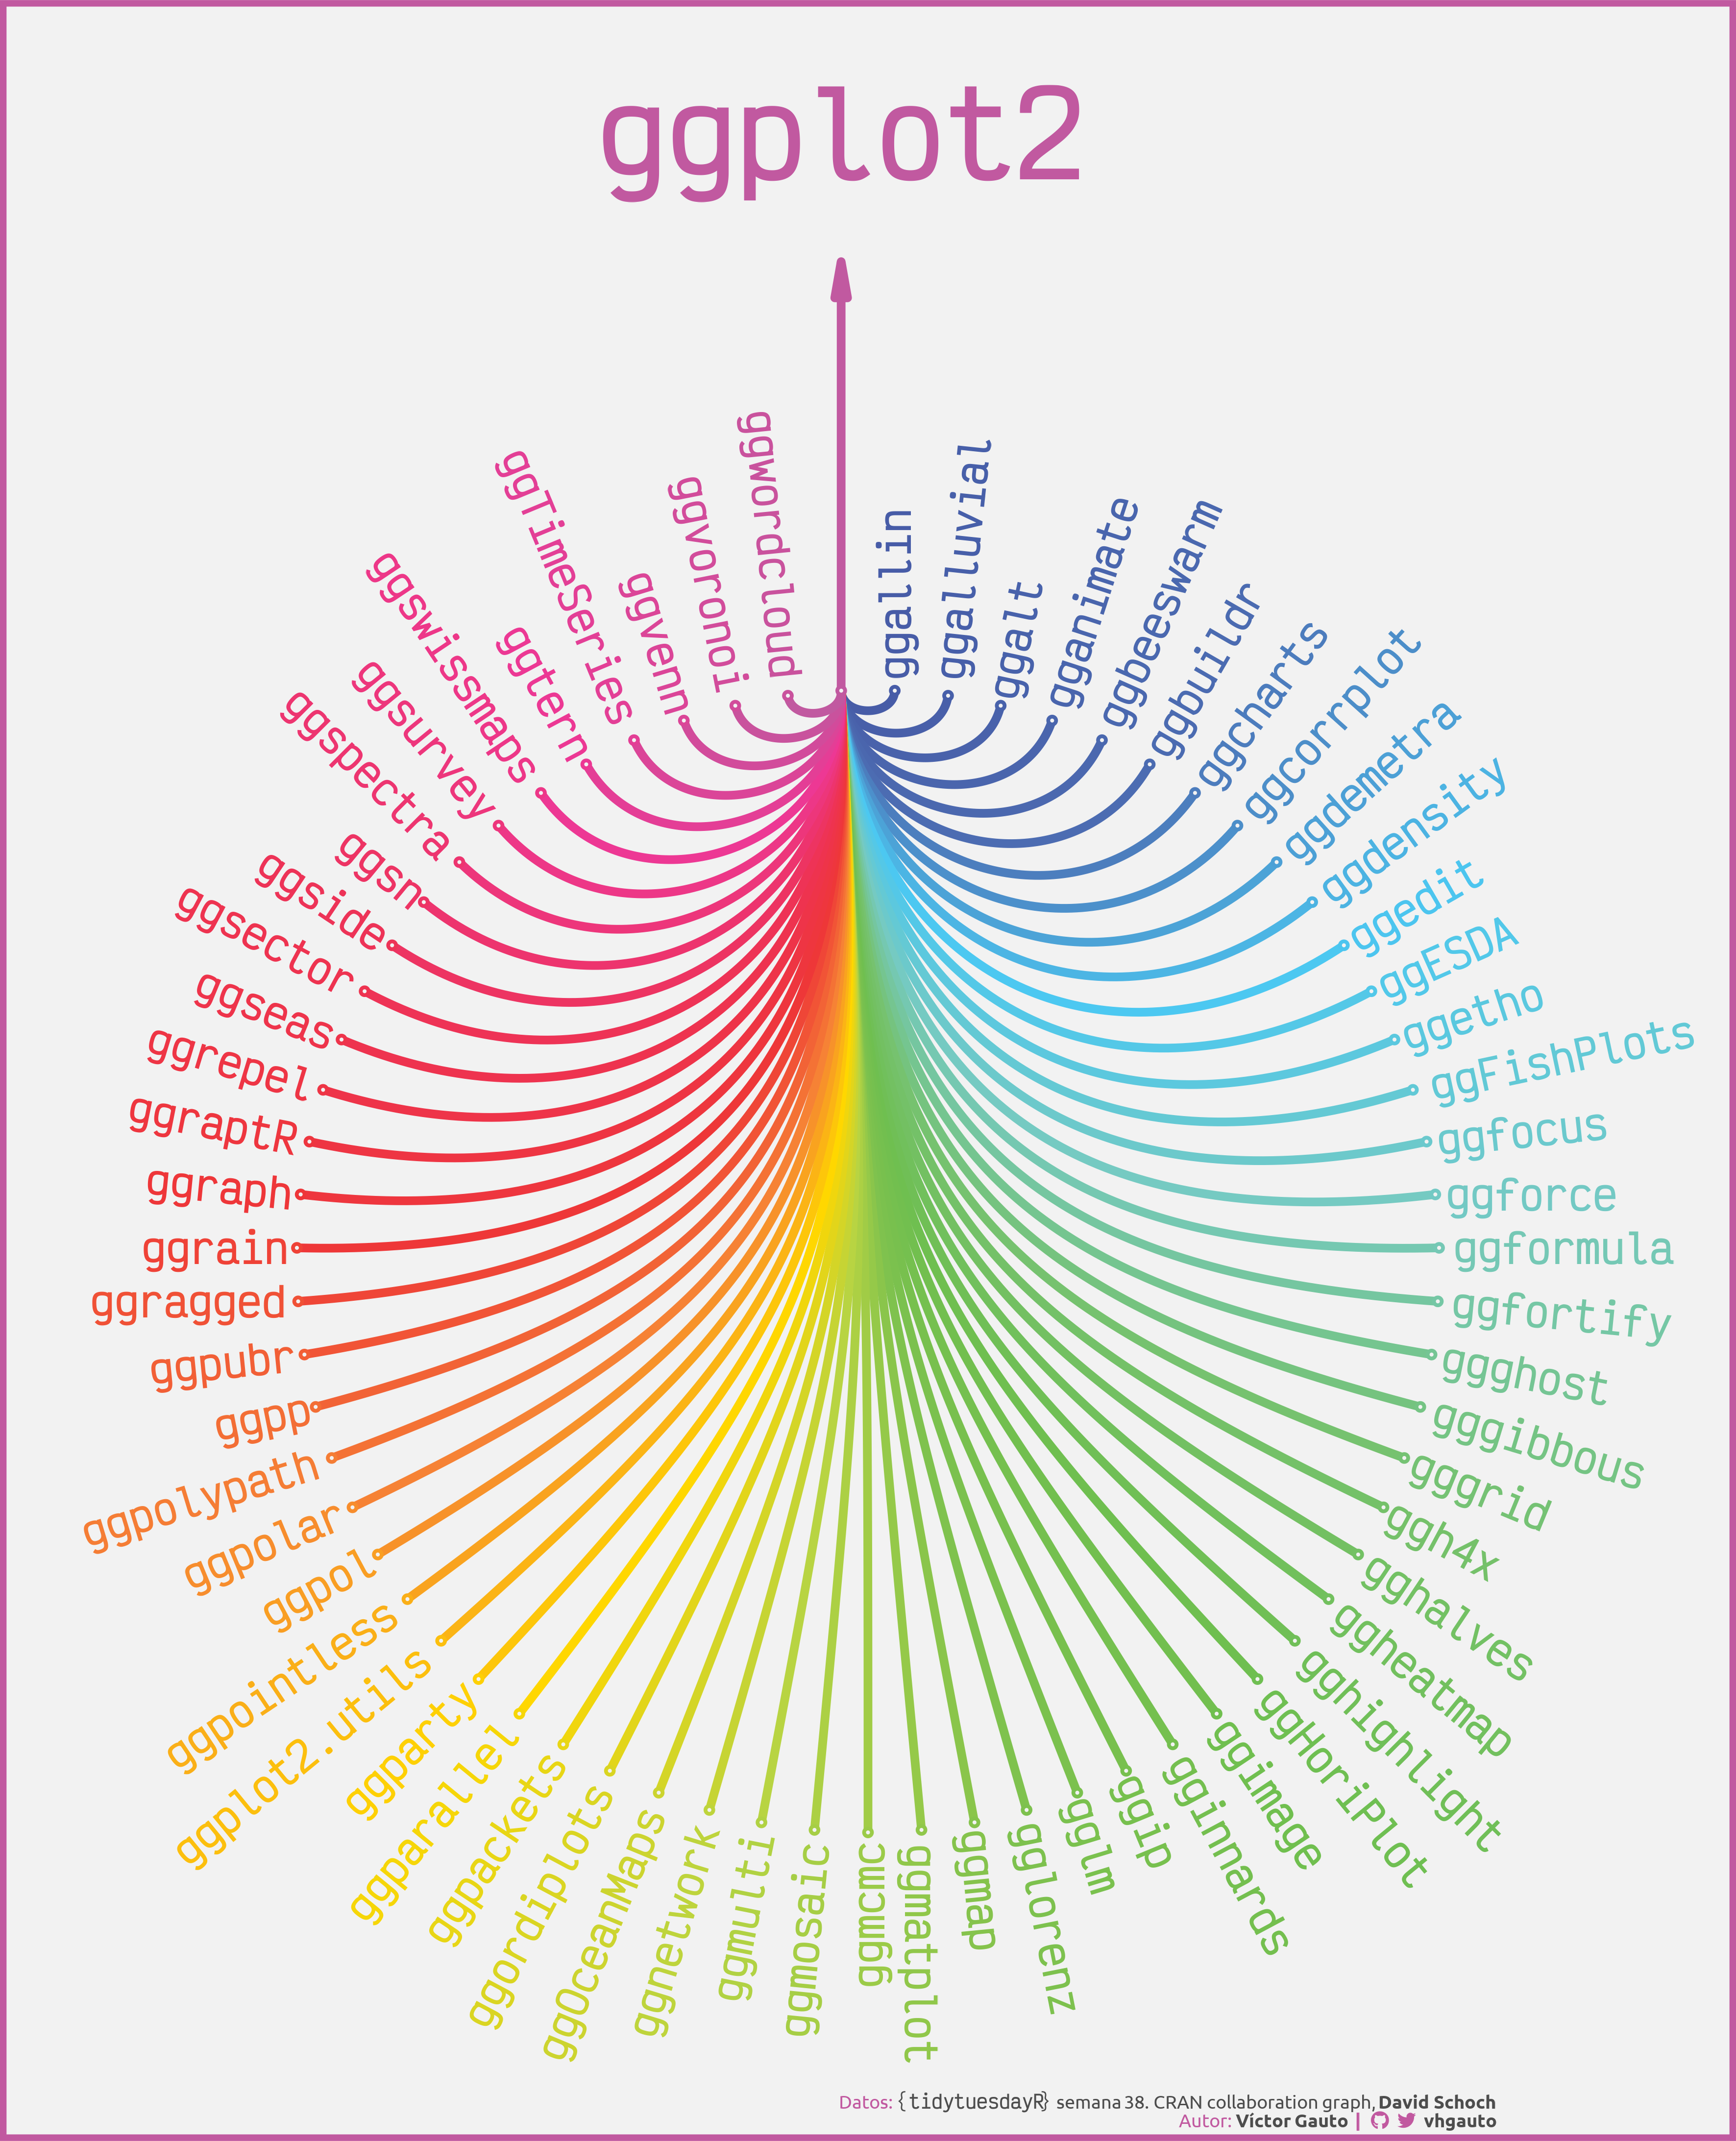 ggplot2
ggallin
ggalluvial
ggalt
gganimate
ggbeeswarm
ggbuildr
ggcharts
ggcorrplot
ggdemetra
ggdensity
ggedit
ggESDA
ggetho
ggFishPlots
ggfocus
ggforce
ggformula
ggfortify
ggghost
gggibbous
gggrid
ggh4x
gghalves
ggheatmap
gghighlight
ggHoriPlot
ggimage
gginnards
ggip
gglm
gglorenz
ggmap
ggmatplot
ggmcmc
ggmosaic
ggmulti
ggnetwork
ggOceanMaps
ggordiplots
ggpackets
ggparallel
ggparty
ggplot2.utils
ggpointless
ggpol
ggpolar
ggpolypath
ggpp
ggpubr
ggragged
ggrain
ggraph
ggraptR
ggrepel
ggseas
ggsector
ggside
ggsn
ggspectra
ggsurvey
ggswissmaps
ggtern
ggTimeSeries
ggvenn
ggvoronoi
ggwordcloud
Datos: {tidytuesdayR} semana 38. CRAN collaboration graph, David Schoch
Autor: Víctor Gauto | vhgauto